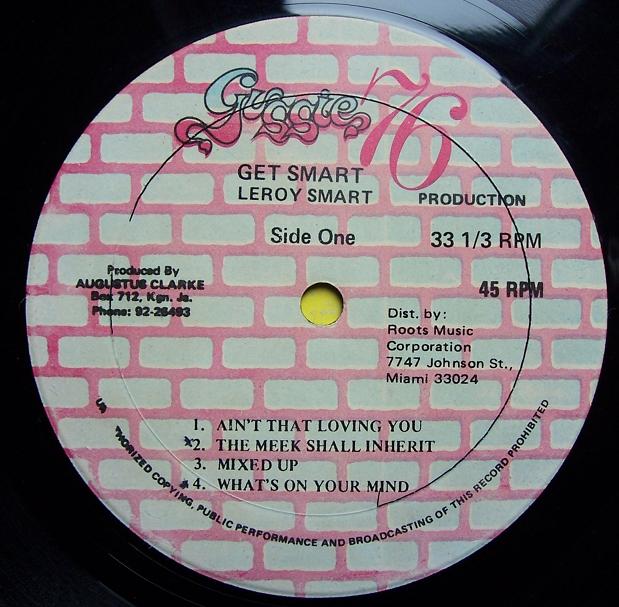 Gussie 76
GET SMART
LEROY SMART
PRODUCTION
Side One
33 1/3 RPM
45 RPM
Produced By
AUGUSTUS CLARKE
Box 712, Kgn. Ja.
Phone: 92-26493
Dist. by:
Roots Music
Corporation
7747 Johnson St.,
Miami 33024
1. AIN'T THAT LOVING YOU
*2. THE MEEK SHALL INHERIT
3. MIXED UP
*4. WHAT'S ON YOUR MIND
THORIZED COPYING, PUBLIC PERFORMANCE AND BROADCASTING OF THIS RECORD PROHIBITED